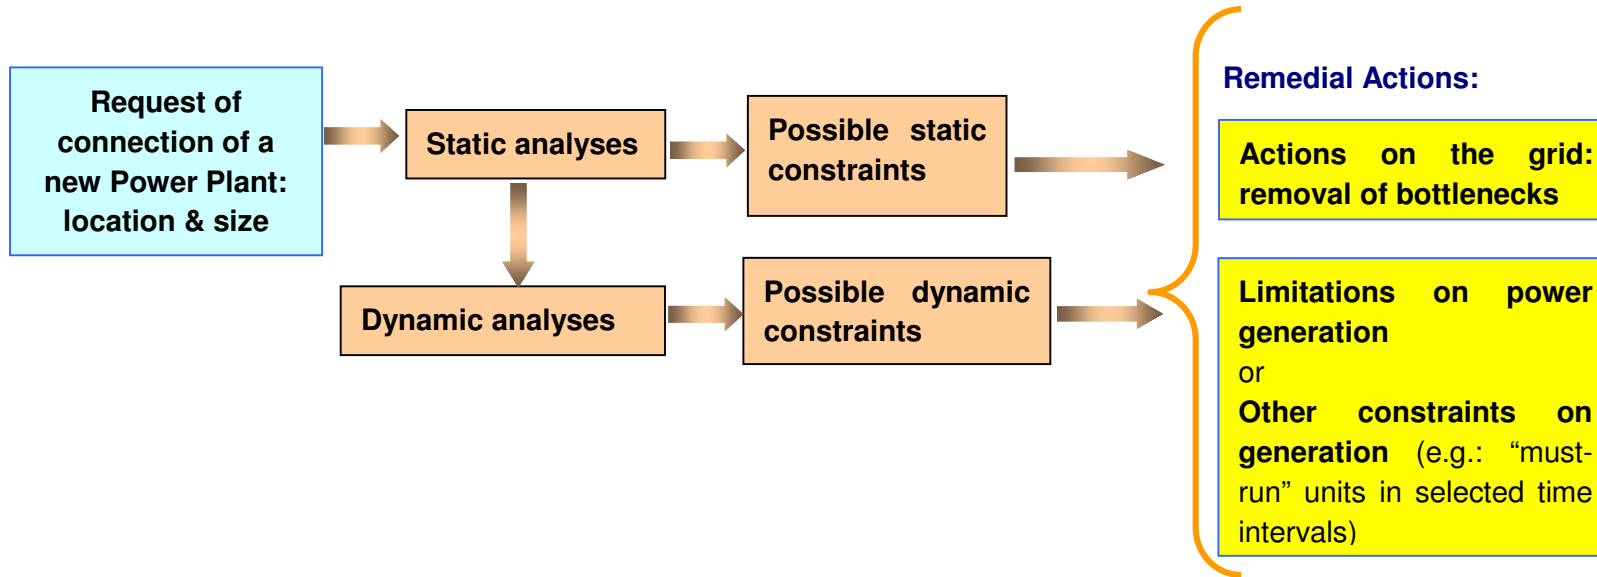 Request of
connection of a
new Power Plant:
location & size
Static analyses
Possible static
constraints
Dynamic analyses
Possible dynamic
constraints
Remedial Actions:
Actions on the grid:
removal of bottlenecks
Limitations on power
generation
or
Other constraints on
generation (e.g.: “must-
run” units in selected time
intervals)